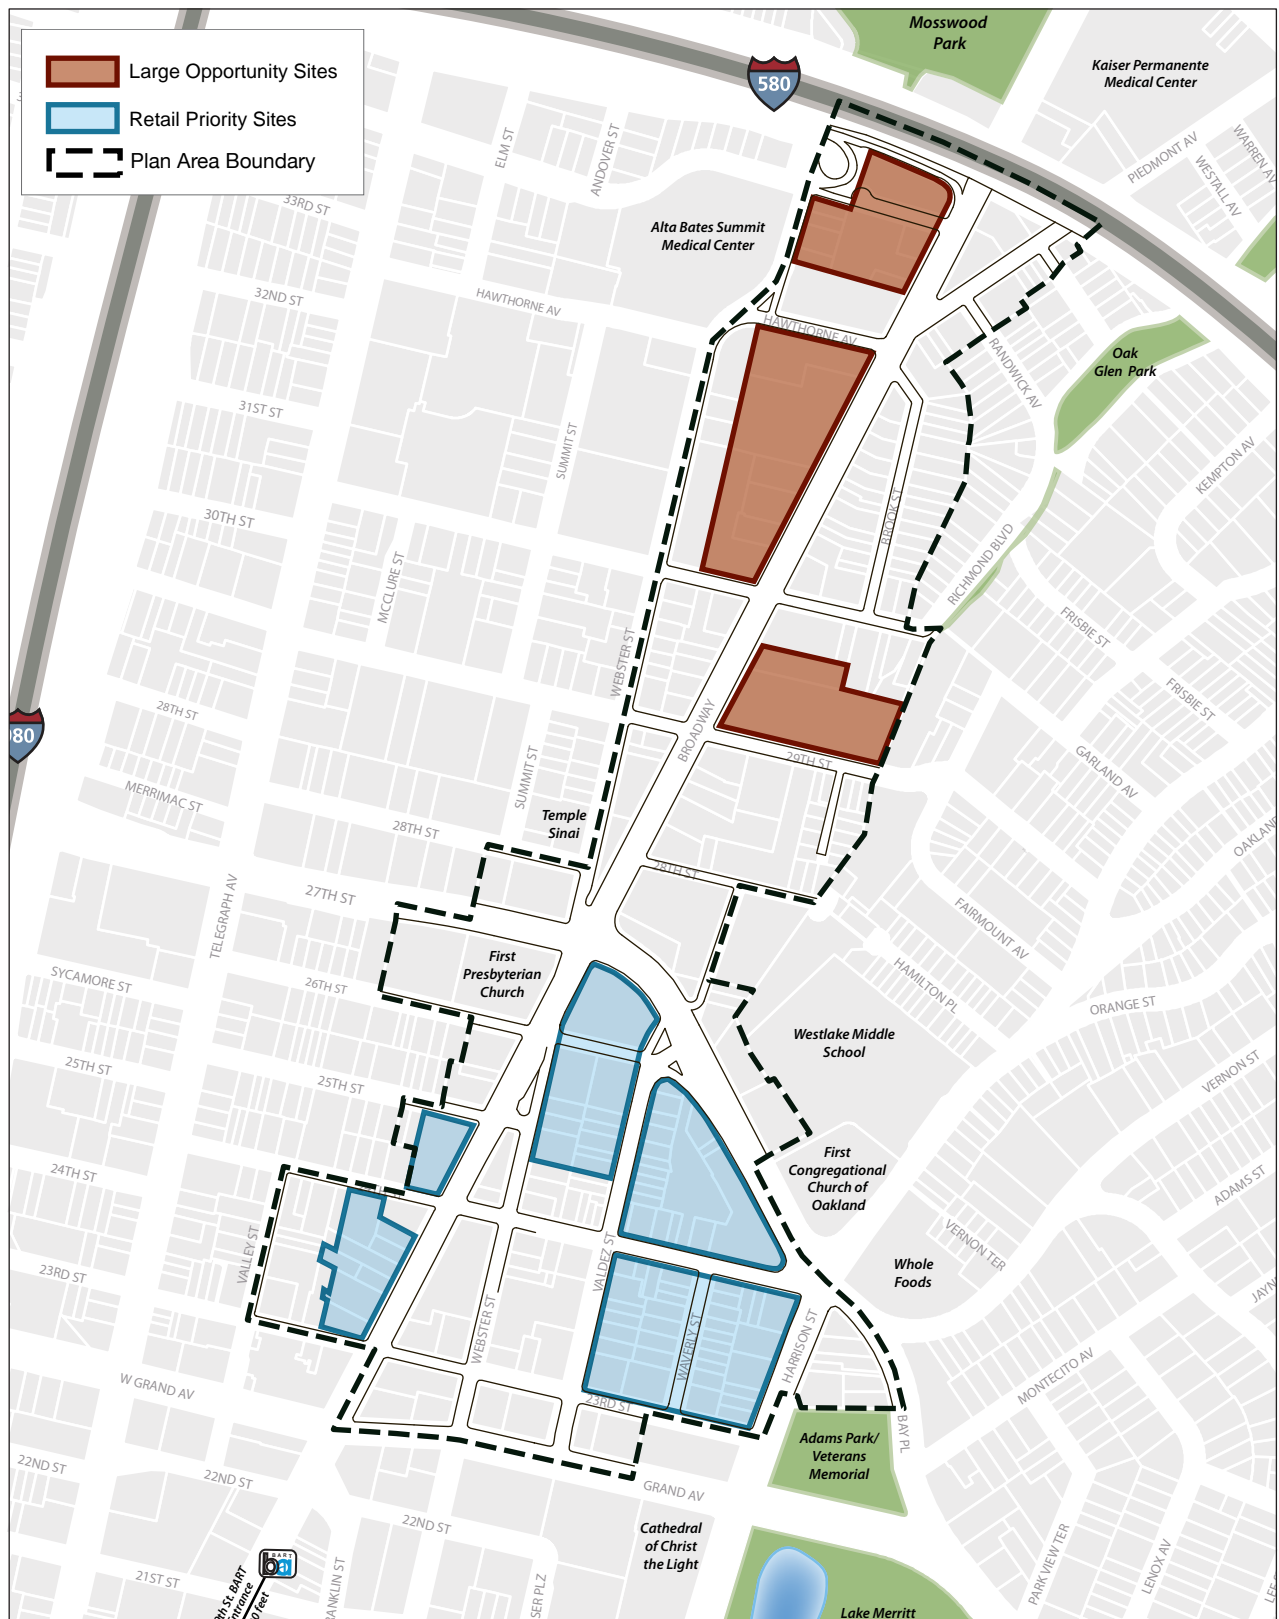 Large Opportunity Sites
Retail Priority Sites
Plan Area Boundary
Mosswood
Park
580
Kaiser Permanente
Medical Center
PIEDMONT AV
WARREN AV
WESTALL AV
ELM ST
ANDOVER ST
33RD ST
Alta Bates Summit
Medical Center
32ND ST
HAWTHORNE AV
HAWTHORNE AV
RANDWICK AV
Oak
Glen Park
31ST ST
SUMMIT ST
KEMPTON AV
30TH ST
BROOK ST
MCCLURE ST
RICHMOND BLVD
FRISBIE ST
WEBSTER ST
FRISBIE ST
28TH ST
BROADWAY
29TH ST
GARLAND AV
SUMMIT ST
MERRIMAC ST
Temple
Sinai
28TH ST
28TH ST
27TH ST
TELEGRAPH AV
FAIRMOUNT AV
First
Presbyterian
Church
SYCAMORE ST
26TH ST
HAMILTON PL
ORANGE ST
Westlake Middle
School
25TH ST
25TH ST
VERNON ST
First
Congregational
Church of
Oakland
24TH ST
ADAMS ST
VALLEY ST
VALDEZ ST
VERNON TER
Whole
Foods
23RD ST
WEBSTER ST
WAVERLY ST
HARRISON ST
MONTECITO AV
W GRAND AV
23RD ST
BAY PL
Adams Park/
Veterans
Memorial
22ND ST
22ND ST
GRAND AV
22ND ST
Cathedral
of Christ
the Light
PARK VIEW TER
LENOX AV
BART
ba
21ST ST
Lake Merritt